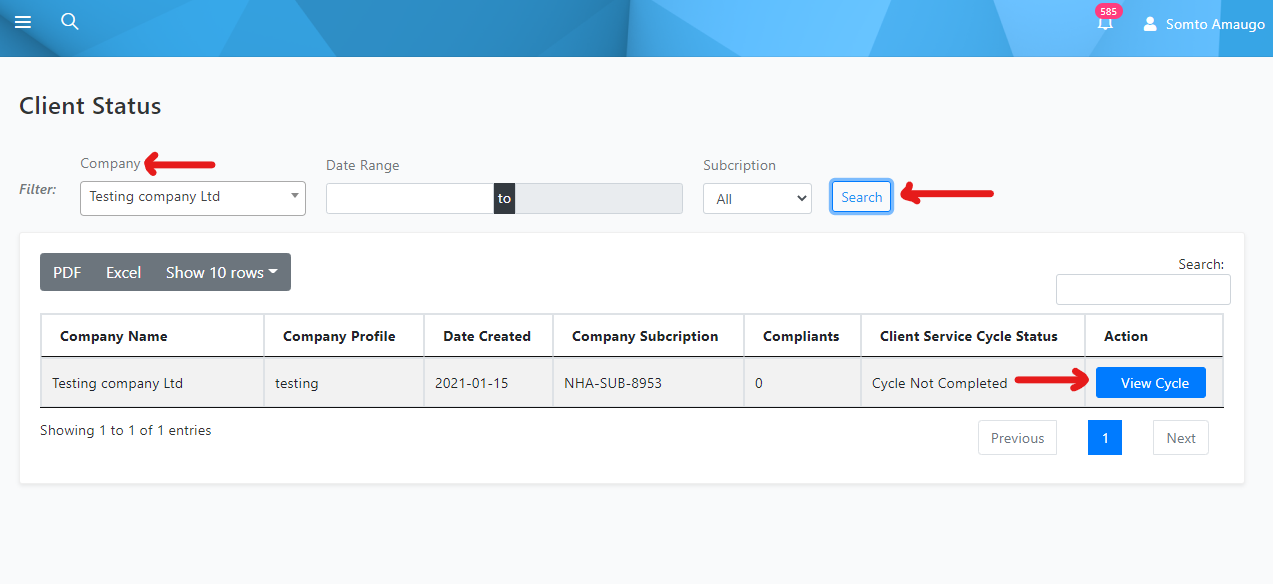 585
Somto Amaugo
Client Status
Company Date Range Subcription
Filter: Testing company Ltd to All Search
PDF Excel Show 10 rows
Search:
Company Name Company Profile Date Created Company Subcription Compliants Client Service Cycle Status Action
Testing company Ltd testing 2021-01-15 NHA-SUB-8953 0 Cycle Not Completed View Cycle
Showing 1 to 1 of 1 entries
Previous 1 Next